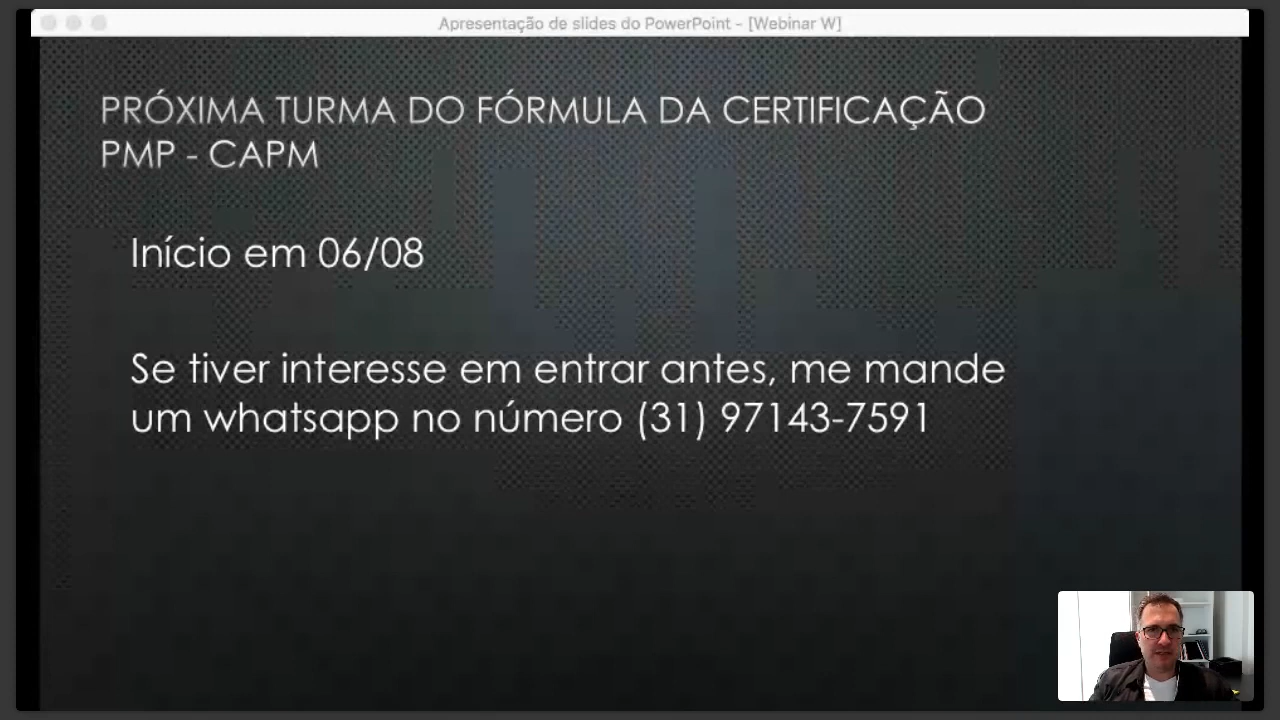 Apresentação de slides do PowerPoint - [Webinar W]
PRÓXIMA TURMA DO FÓRMULA DA CERTIFICAÇÃO
PMP - CAPM
Início em 06/08
Se tiver interesse em entrar antes, me mande
um whatsapp no número (31) 97143-7591